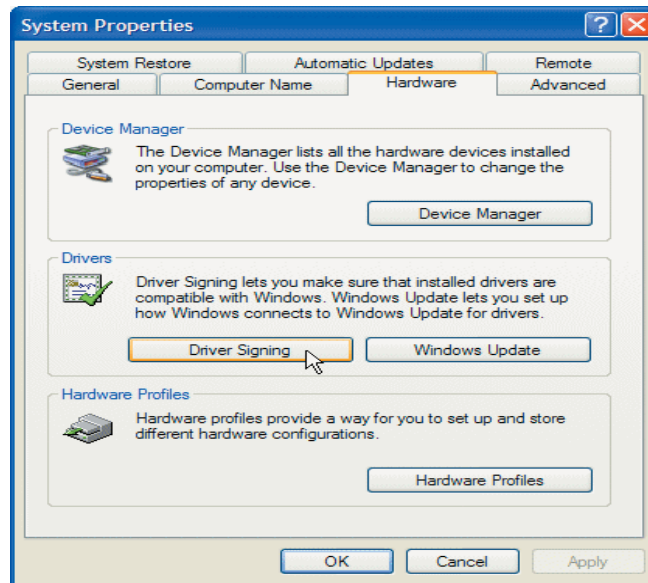 System Properties
System Restore
Automatic Updates
Remote
General
Computer Name
Hardware
Advanced
Device Manager
The Device Manager lists all the hardware devices installed
on your computer. Use the Device Manager to change the
properties of any device.
Device Manager
Drivers
Driver Signing lets you make sure that installed drivers are
compatible with Windows. Windows Update lets you set up
how Windows connects to Windows Update for drivers.
Driver Signing
Windows Update
Hardware Profiles
Hardware profiles provide a way for you to set up and store
different hardware configurations.
Hardware Profiles
OK
Cancel
Apply